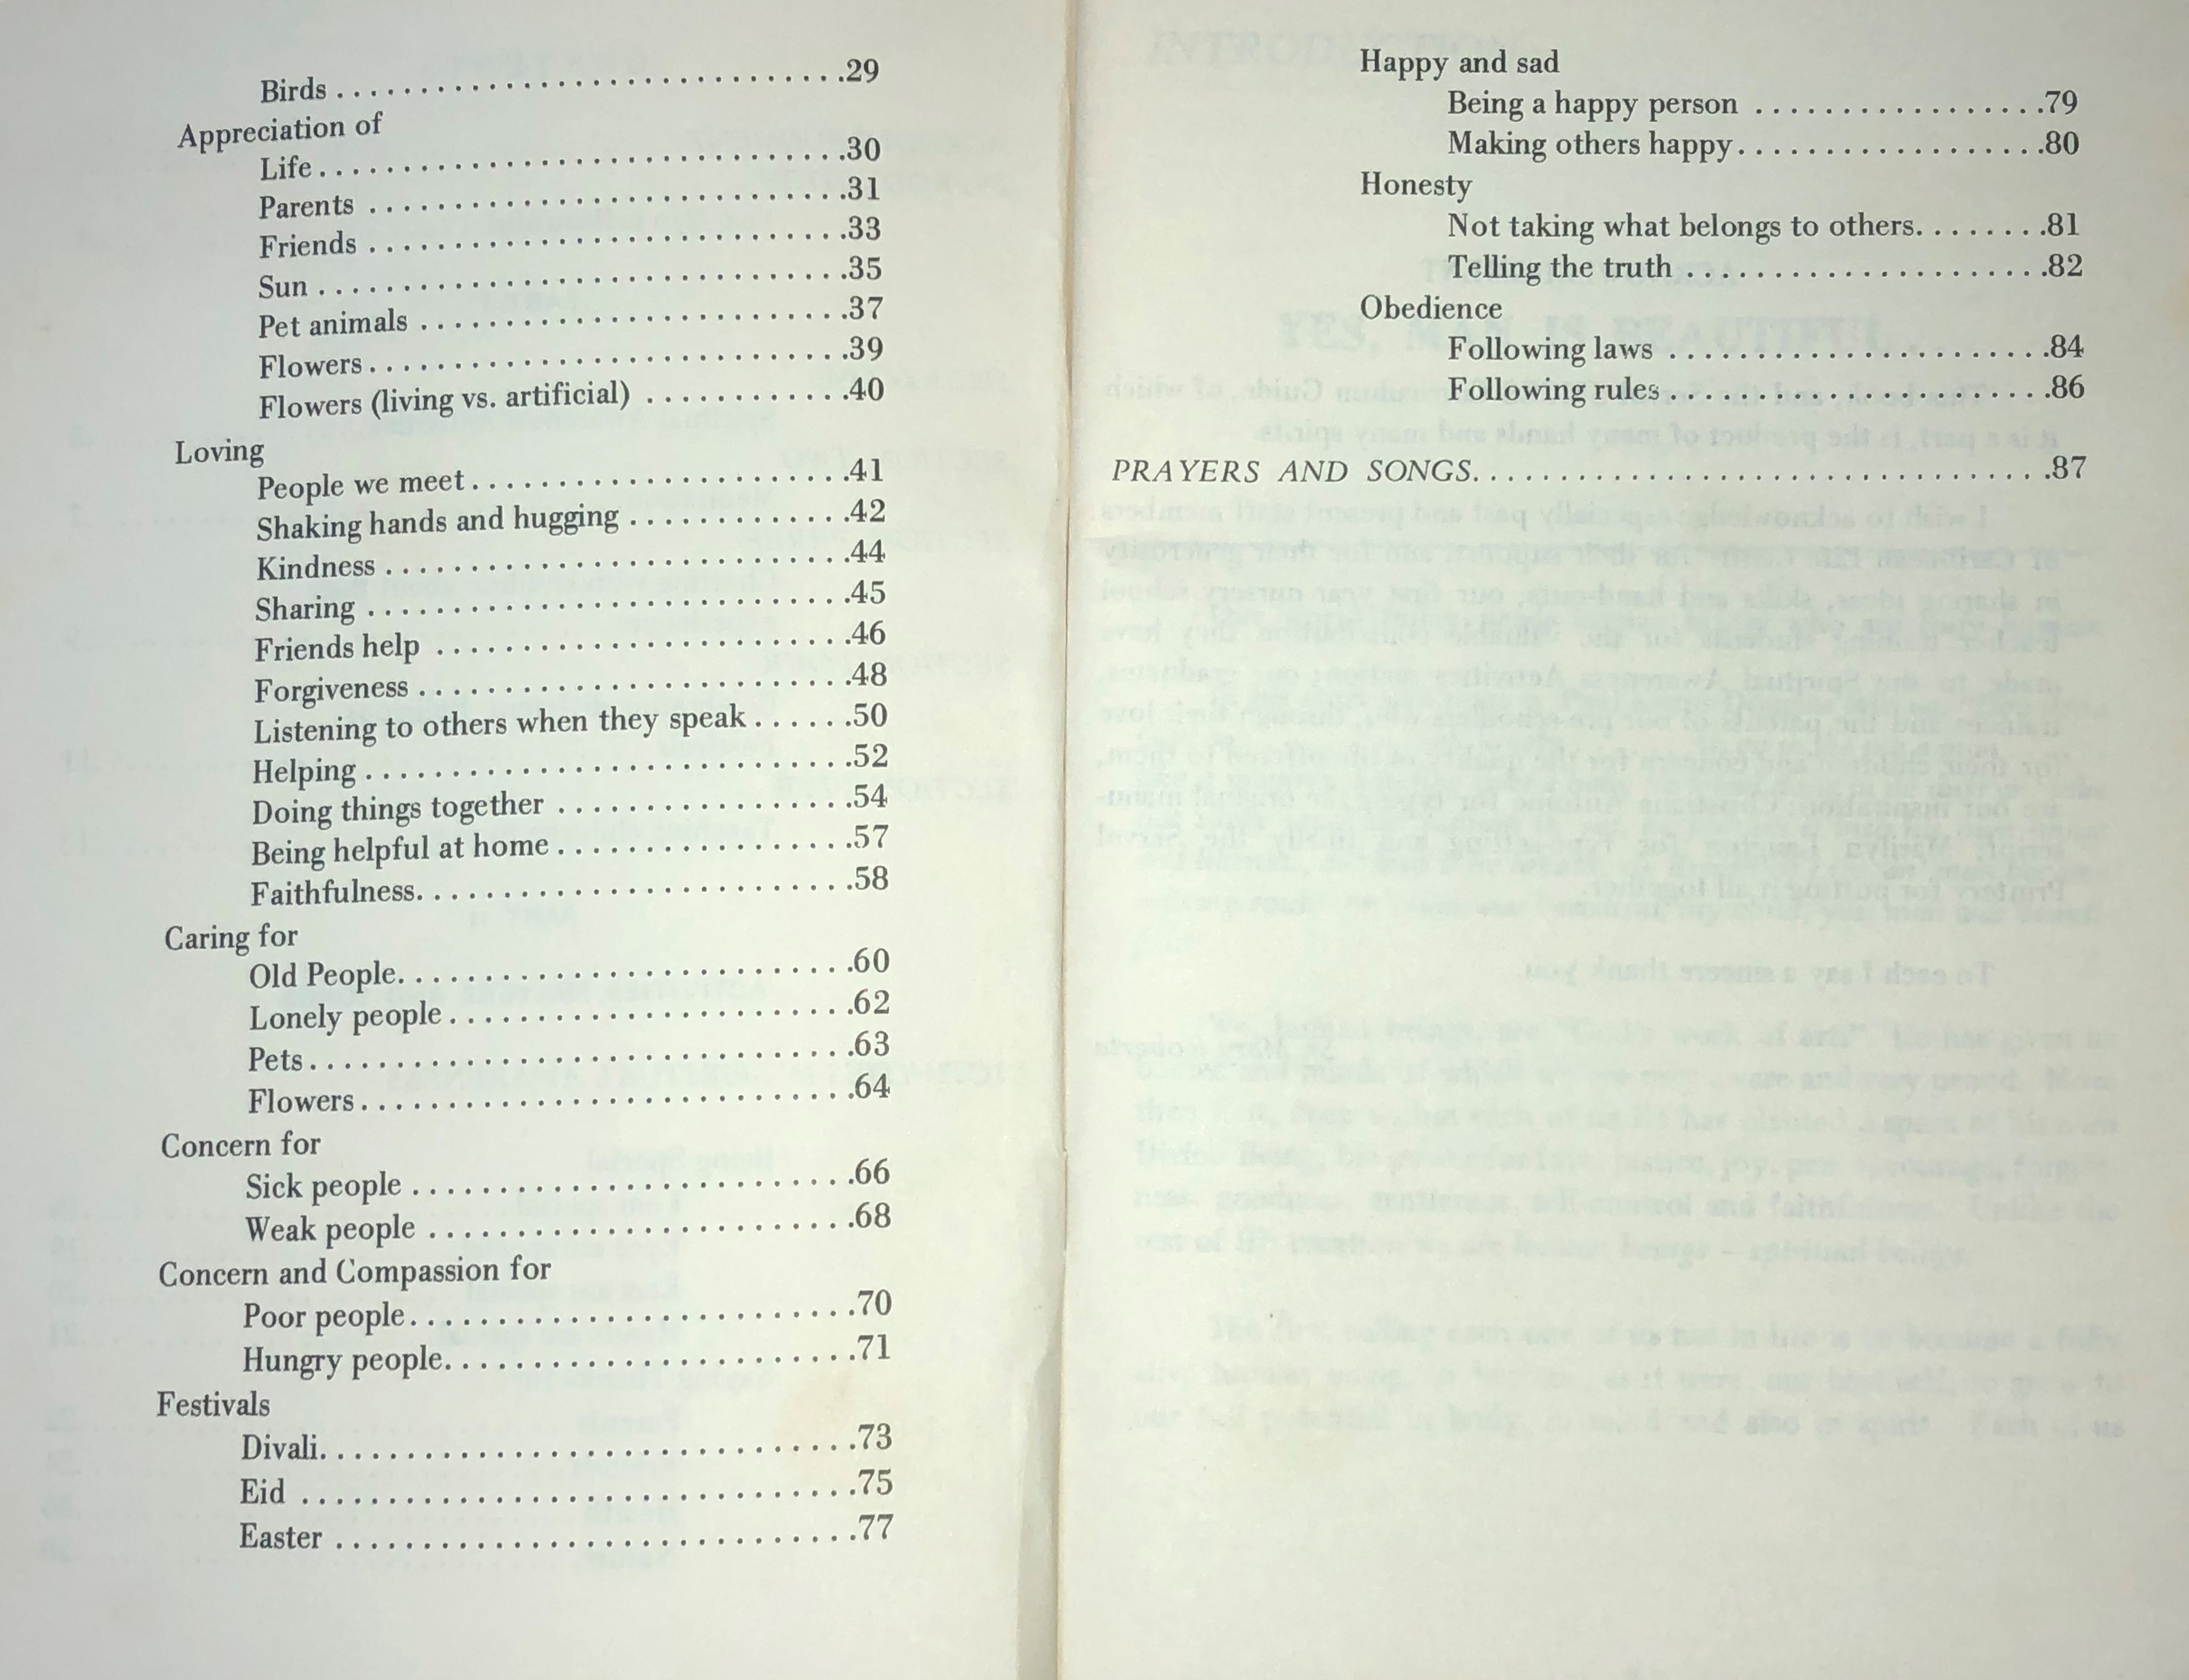 Birds . . . . . . . . . . . . . . . . . . . . . . . . . . . . . . .29
Appreciation of
Life. . . . . . . . . . . . . . . . . . . . . . . . . . . . . . . .30
Parents . . . . . . . . . . . . . . . . . . . . . . . . . . . . .31
Friends . . . . . . . . . . . . . . . . . . . . . . . . . . . . .33
Sun . . . . . . . . . . . . . . . . . . . . . . . . . . . . . . . .35
Pet animals . . . . . . . . . . . . . . . . . . . . . . . . . .37
Flowers. . . . . . . . . . . . . . . . . . . . . . . . . . . . .39
Flowers (living vs. artificial) . . . . . . . . . . . .40
Loving
People we meet. . . . . . . . . . . . . . . . . . . . . . .41
Shaking hands and hugging . . . . . . . . . . . . .42
Kindness . . . . . . . . . . . . . . . . . . . . . . . . . . . .44
Sharing . . . . . . . . . . . . . . . . . . . . . . . . . . . . .45
Friends help . . . . . . . . . . . . . . . . . . . . . . . . .46
Forgiveness . . . . . . . . . . . . . . . . . . . . . . . . . .48
Listening to others when they speak . . . . . .50
Helping. . . . . . . . . . . . . . . . . . . . . . . . . . . . .52
Doing things together . . . . . . . . . . . . . . . . .54
Being helpful at home . . . . . . . . . . . . . . . . .57
Faithfulness. . . . . . . . . . . . . . . . . . . . . . . . . .58
Caring for
Old People. . . . . . . . . . . . . . . . . . . . . . . . . .60
Lonely people. . . . . . . . . . . . . . . . . . . . . . . .62
Pets. . . . . . . . . . . . . . . . . . . . . . . . . . . . . . .63
Flowers. . . . . . . . . . . . . . . . . . . . . . . . . . . .64
Concern for
Sick people . . . . . . . . . . . . . . . . . . . . . . . . .66
Weak people . . . . . . . . . . . . . . . . . . . . . . . .68
Concern and Compassion for
Poor people. . . . . . . . . . . . . . . . . . . . . . . . .70
Hungry people. . . . . . . . . . . . . . . . . . . . . . .71
Festivals
Divali. . . . . . . . . . . . . . . . . . . . . . . . . . . . . .73
Eid . . . . . . . . . . . . . . . . . . . . . . . . . . . . . . .75
Easter . . . . . . . . . . . . . . . . . . . . . . . . . . . . .77
Happy and sad
Being a happy person . . . . . . . . . . . . . . . . .79
Making others happy. . . . . . . . . . . . . . . . . .80
Honesty
Not taking what belongs to others. . . . . . . .81
Telling the truth . . . . . . . . . . . . . . . . . . . . .82
Obedience
Following laws . . . . . . . . . . . . . . . . . . . . . .84
Following rules. . . . . . . . . . . . . . . . . . . . . .86
PRAYERS AND SONGS. . . . . . . . . . . . . . . . . . . . . . . . . . . . . . . . .87